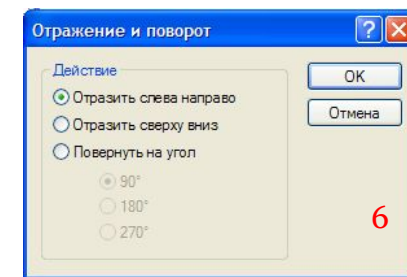 Отражение и поворот
Действие
Отразить слева направо
Отразить сверху вниз
Повернуть на угол
90°
180°
270°
OK
Отмена
6